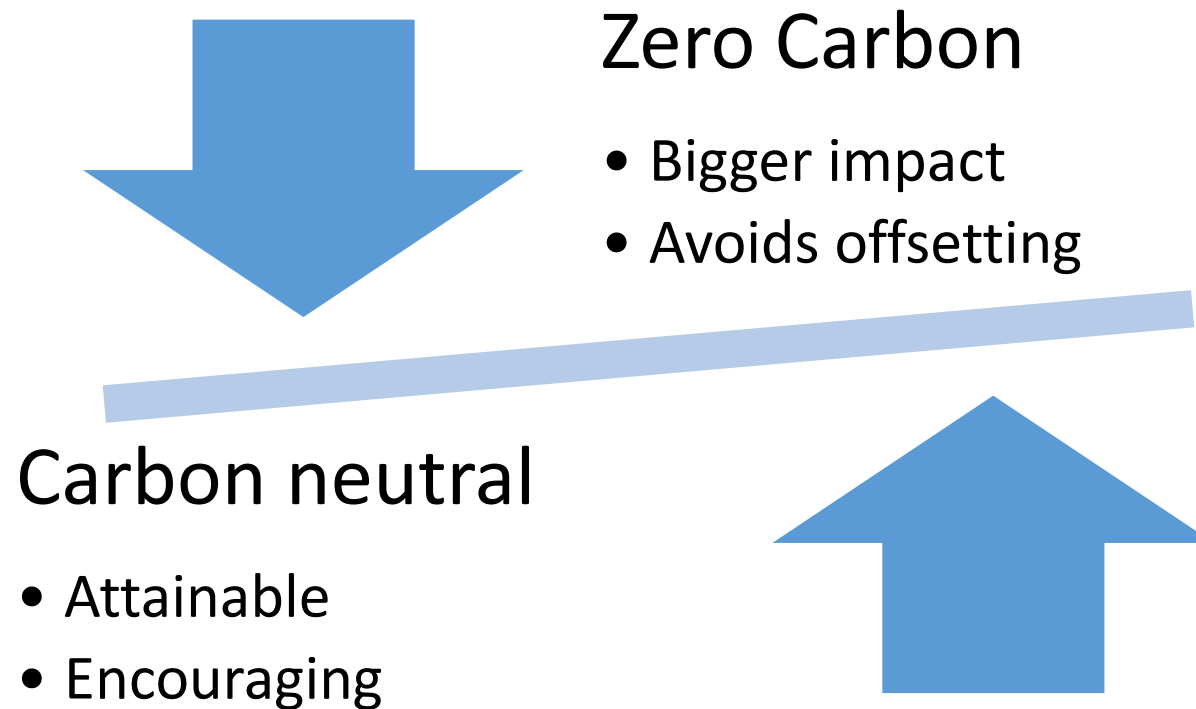 Zero Carbon
• Bigger impact
• Avoids offsetting
Carbon neutral
• Attainable
• Encouraging